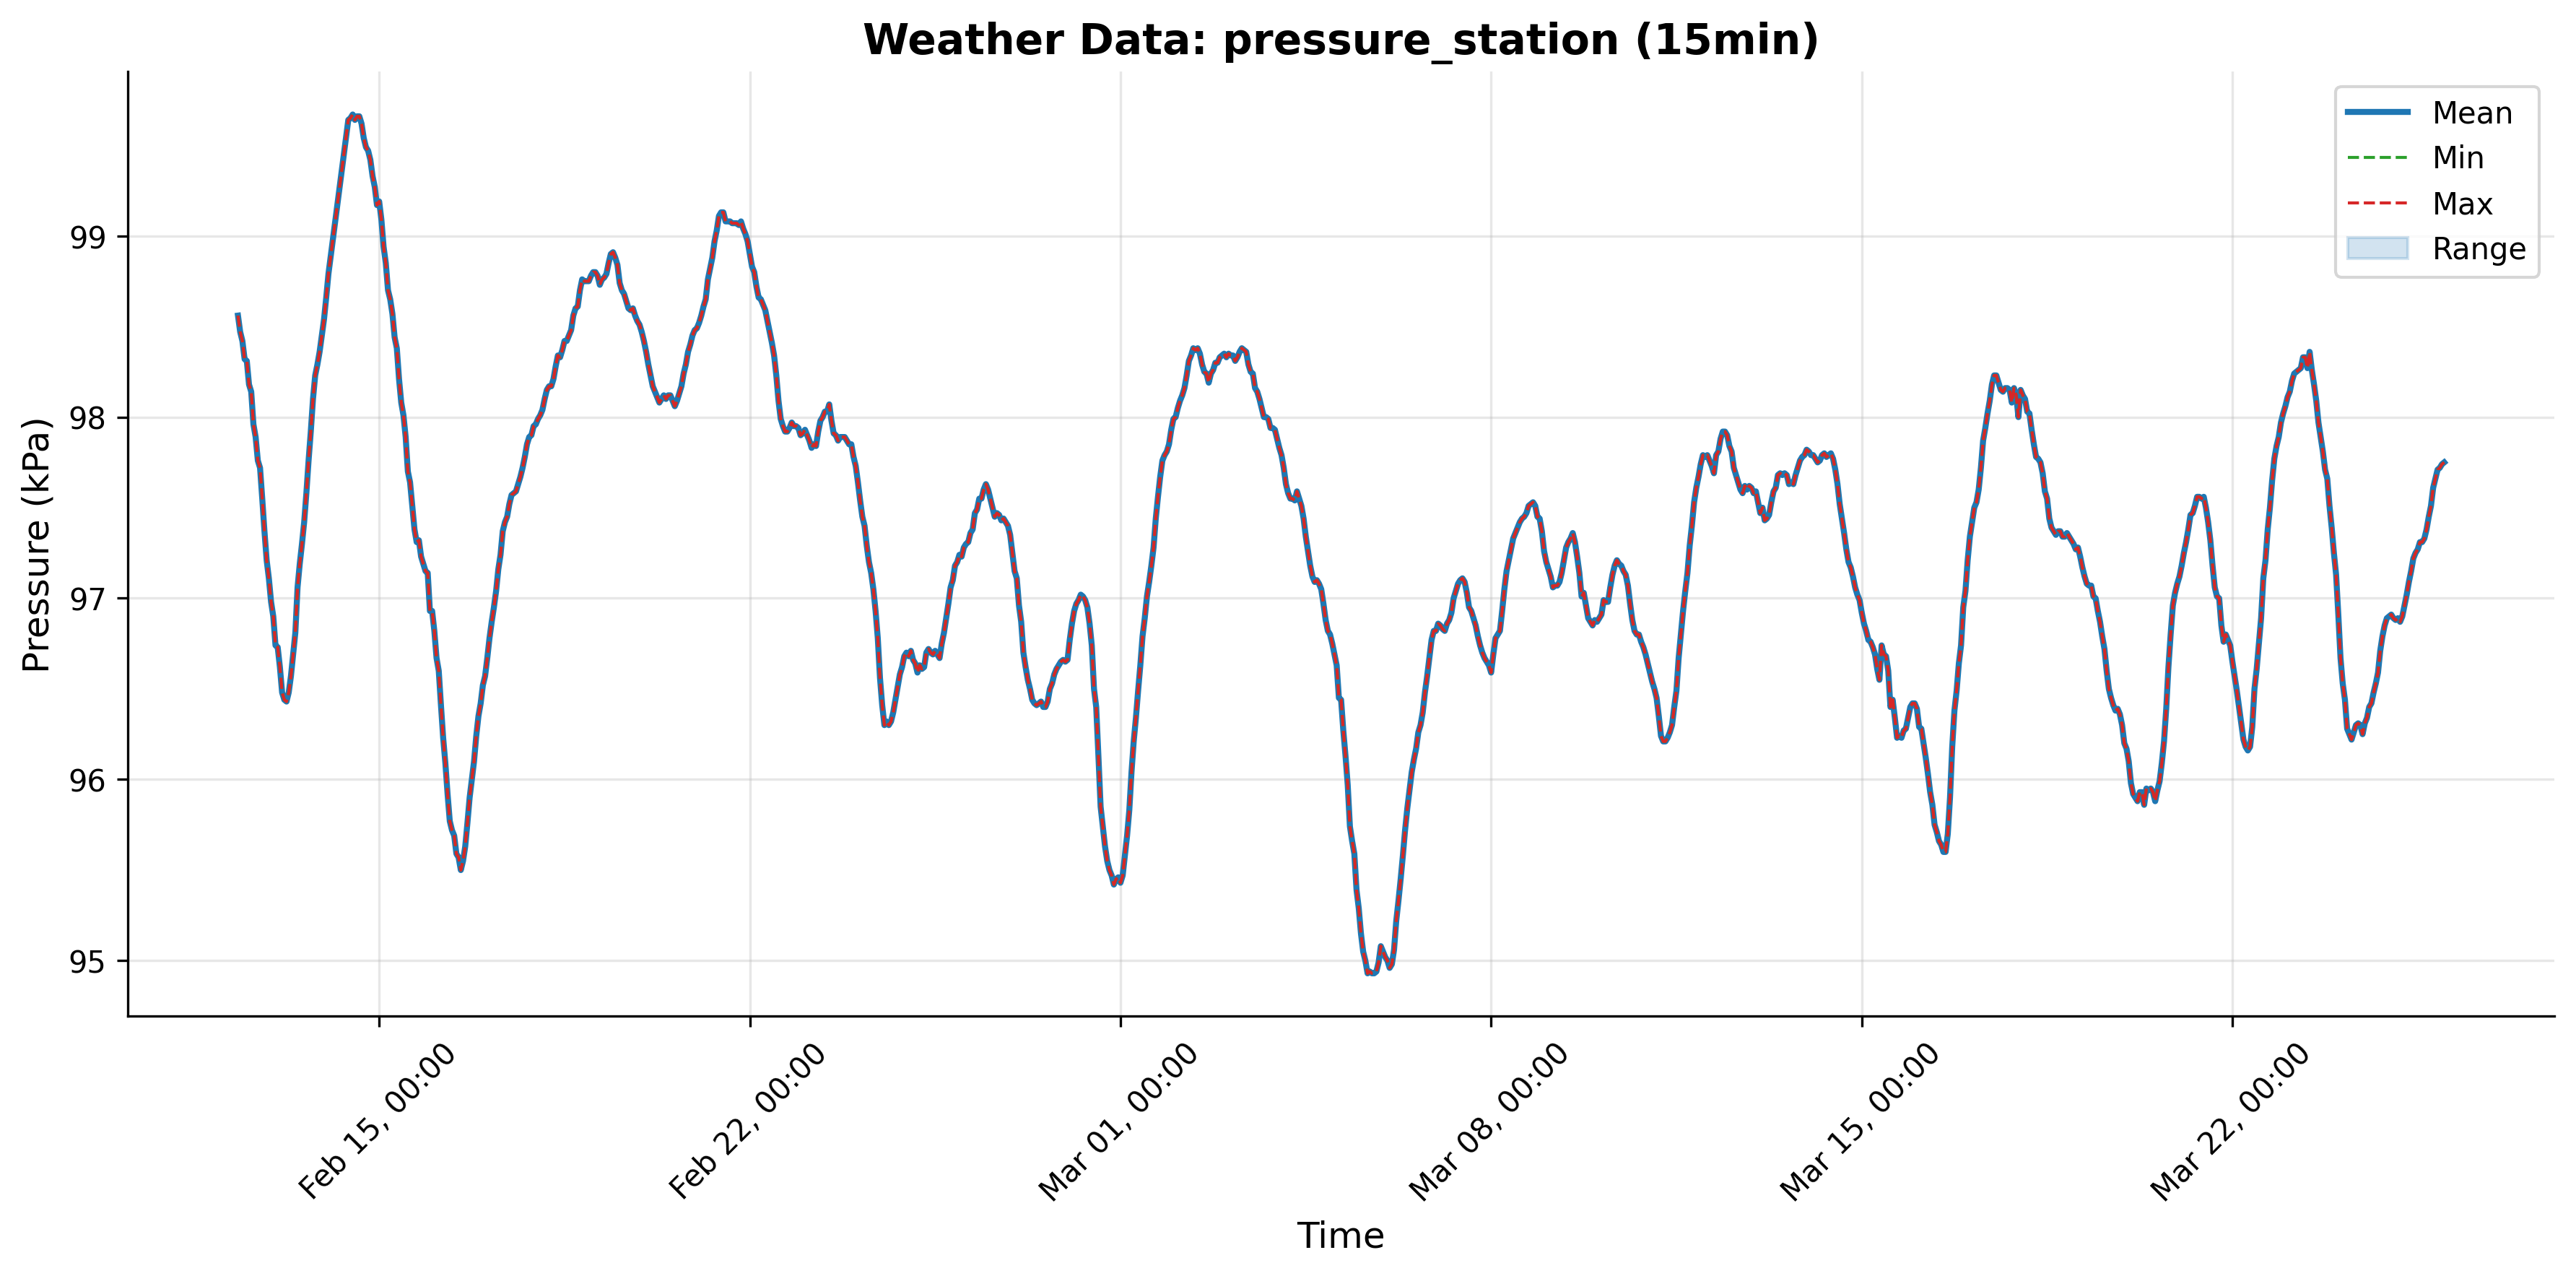 Weather Data: pressure_station (15min)
Mean
Min
Max
Range
Pressure (kPa)
99
98
97
96
95
Feb 15, 00:00
Feb 22, 00:00
Mar 01, 00:00
Mar 08, 00:00
Mar 15, 00:00
Mar 22, 00:00
Time